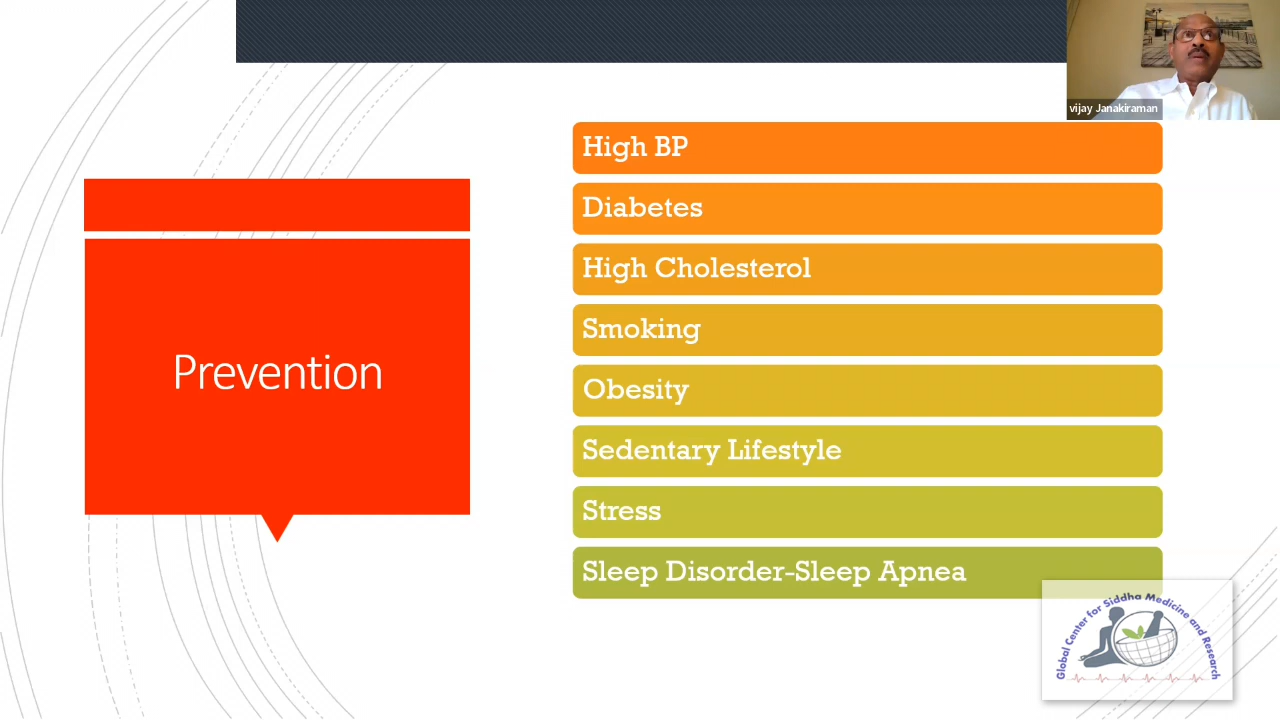 vijay Janakiraman
Prevention
High BP
Diabetes
High Cholesterol
Smoking
Obesity
Sedentary Lifestyle
Stress
Sleep Disorder-Sleep Apnea
Global Center for Siddha Medicine and Research